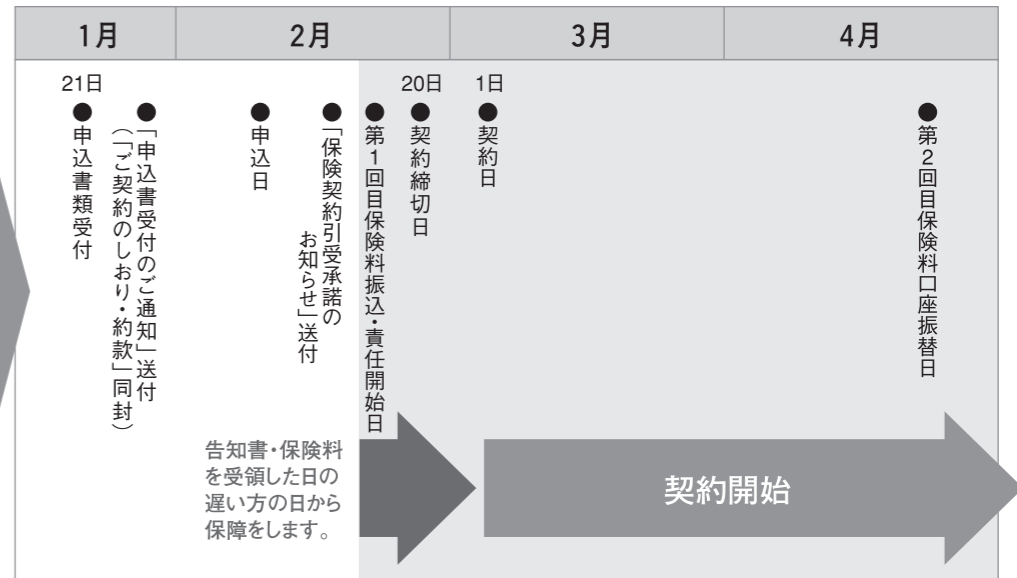 1月
2月
3月
4月
21日
●申込書類受付
●「申込書受付のご通知」送付
（「ご契約のしおり・約款」同封）
●申込日
●「保険契約引受承諾の
お知らせ」送付
●第1回目保険料振込・責任開始日
20日
●契約締切日
1日
●契約日
●第2回目保険料口座振替日
告知書・保険料
を受領した日の
遅い方の日から
保障をします。
契約開始